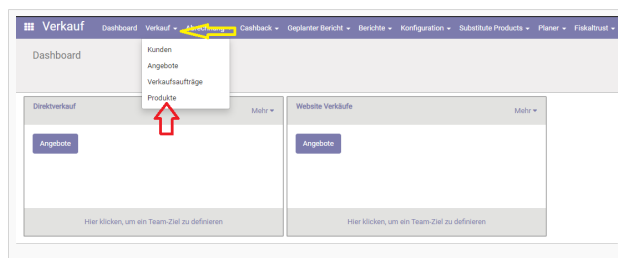 Verkauf Dashboard Verkauf Abrechnung Cashback Geplanter Bericht Berichte Konfiguration Substitute Products Planer Fiskaltrust
Dashboard
Kunden
Angebote
Verkaufsaufträge
Produkte
Direktverkauf
Mehr
Angebote
Hier klicken, um ein Team-Ziel zu definieren
Website Verkäufe
Mehr
Angebote
Hier klicken, um ein Team-Ziel zu definieren